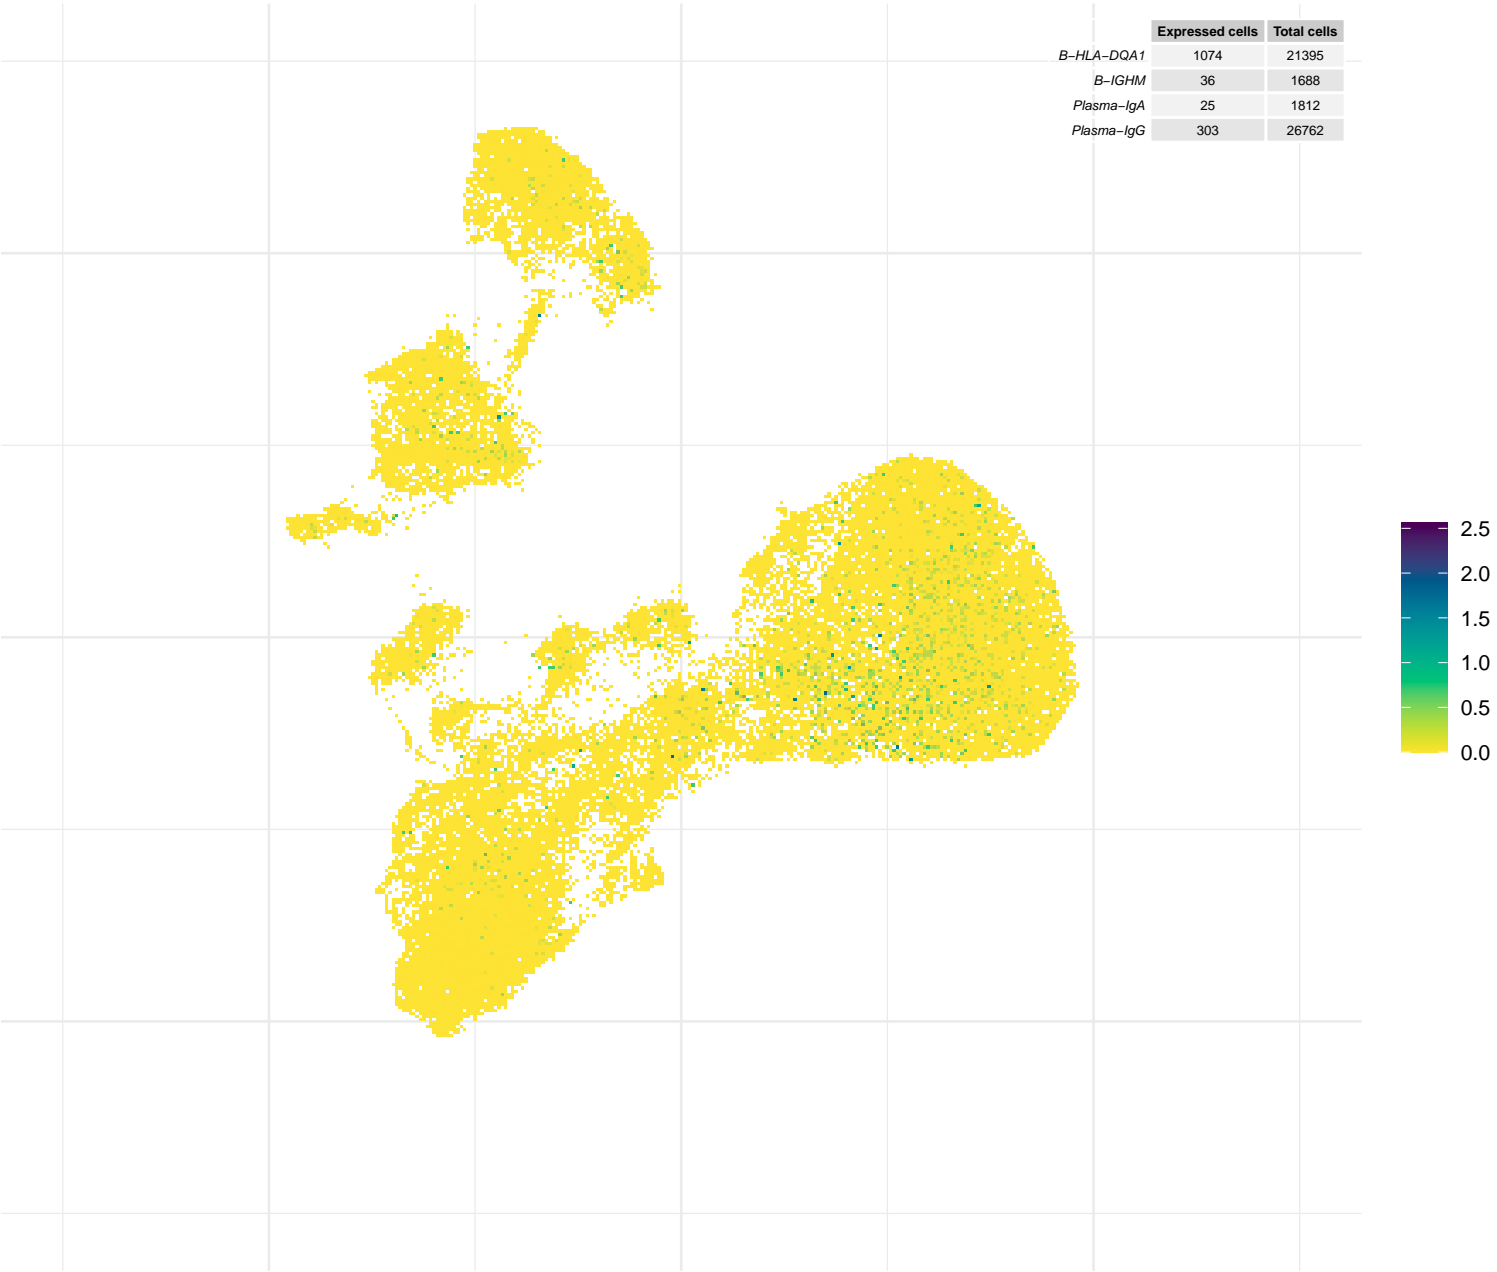 Expressed cells Total cells
B−HLA−DQA1 1074 21395
B−IGHM 36 1688
Plasma−IgA 25 1812
Plasma−IgG 303 26762
2.5
2.0
1.5
1.0
0.5
0.0